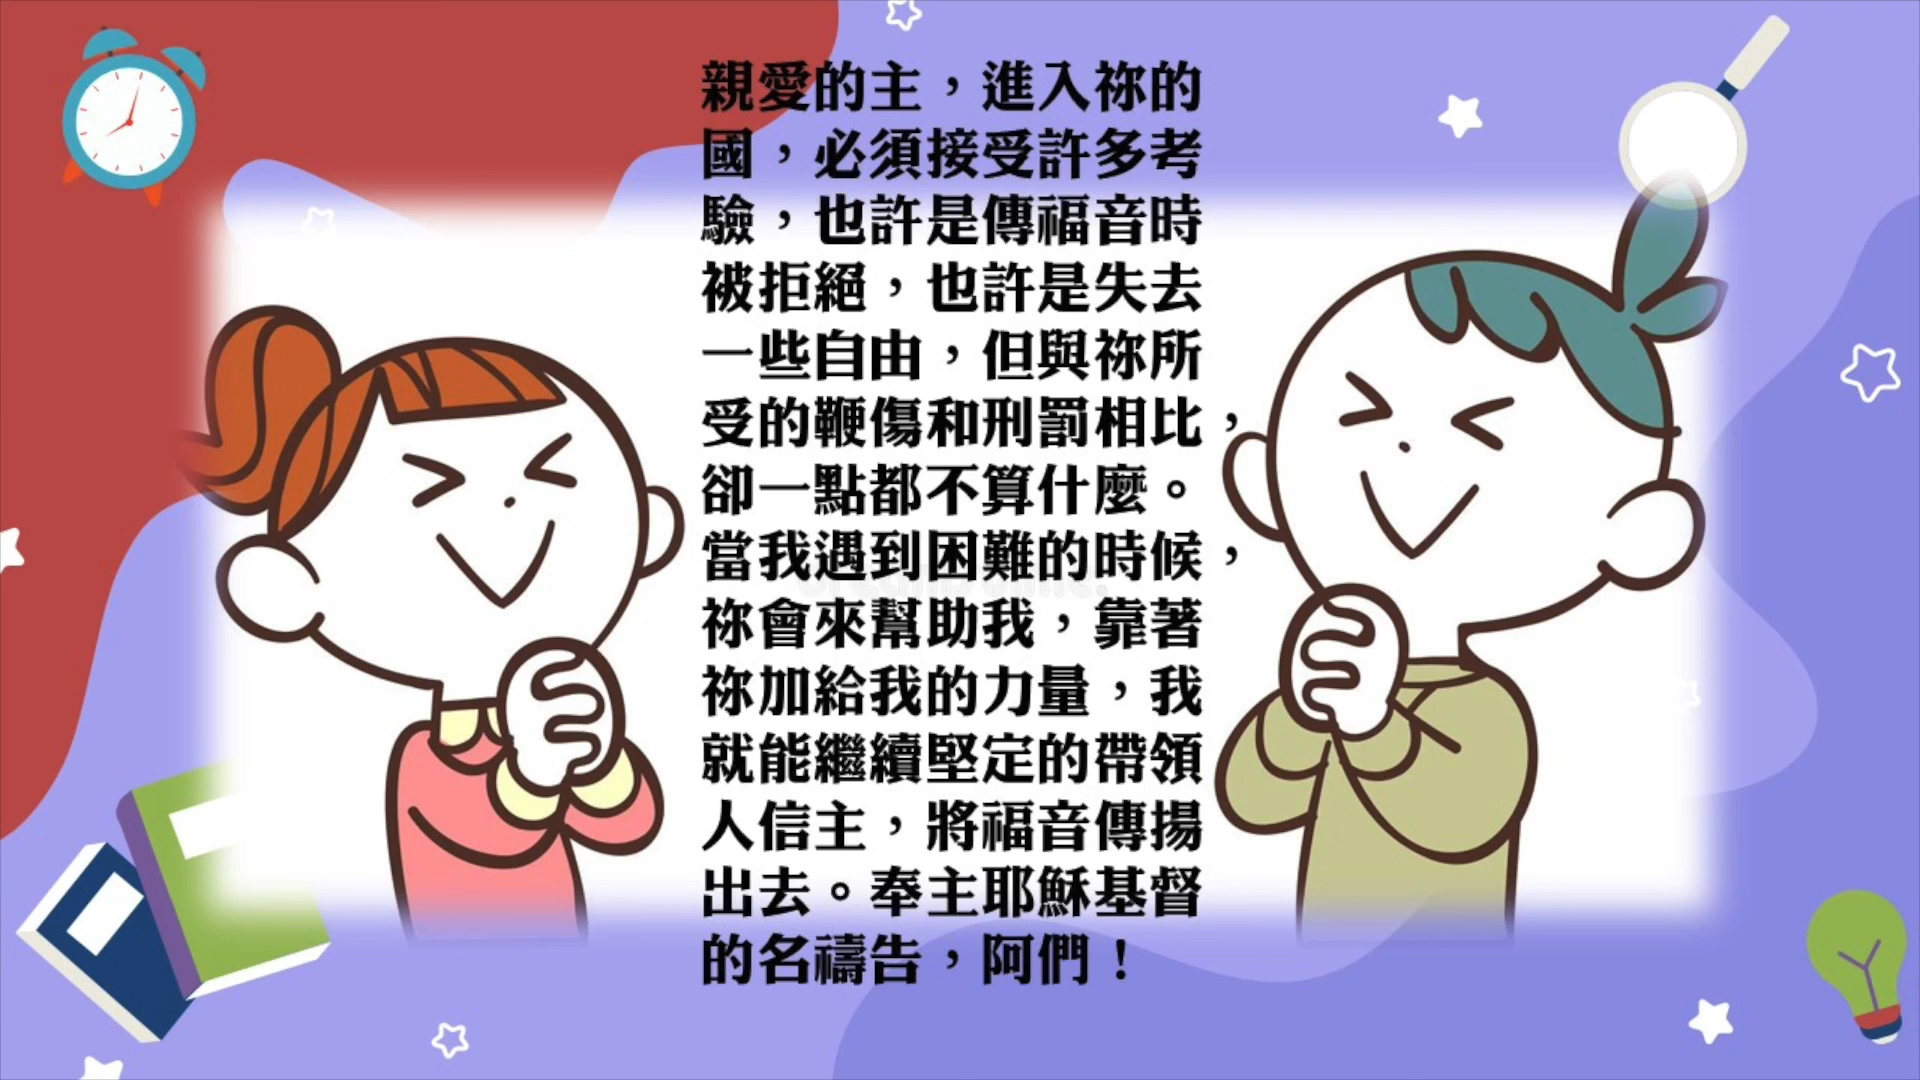 親愛的主，進入祢的
國，必須接受許多考
驗，也許是傳福音時
被拒絕，也許是失去
一些自由，但與祢所
受的鞭傷和刑罰相比，
卻一點都不算什麼。
當我遇到困難的時候，
祢會來幫助我，靠著
祢加給我的力量，我
就能繼續堅定的帶領
人信主，將福音傳揚
出去。奉主耶穌基督
的名禱告，阿們！